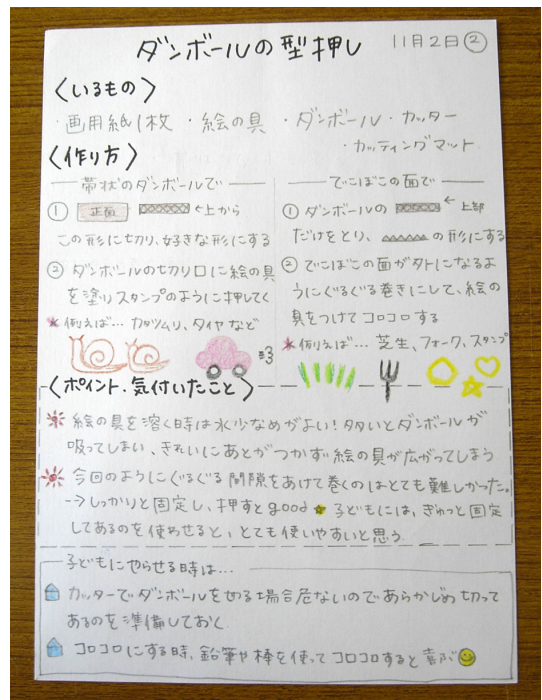 ダンボールの型押し 11月2日②
〈いるもの〉
・画用紙1枚 ・絵の具 ・ダンボール・カッター
・カッティングマット
〈作り方〉
帯状のダンボールで
① 正面 ←上から
この形に切り、好きな形にする
② ダンボールの切り口に絵の具
を塗りスタンプのように押してく
※例えば… カタツムリ、タイヤなど
でこぼこの面で
① ダンボールの ←上部
だけをとり、 の形にする
② でこぼこの面が外になるよ
うにぐるぐる巻きにして、絵の
具をつけてコロコロする
※例えば… 芝生、フォーク、スタンプ
〈ポイント・気付いたこと〉
絵の具を溶く時は水少なめがよい！多いとダンボールが
吸ってしまい、きれいにあとがつかず絵の具が広がってしまう
今回のようにぐるぐる間隙をあけて巻くのはとても難しかった。
→しっかりと固定し、押すとgood 子どもには、ぎゅっと固定
してあるのを使わせると、とても使いやすいと思う
子どもにやらせる時は…
カッターでダンボールを切る場合危ないのであらかじめ切って
あるのを準備しておく
コロコロにする時、鉛筆や棒を使ってコロコロすると喜ぶ